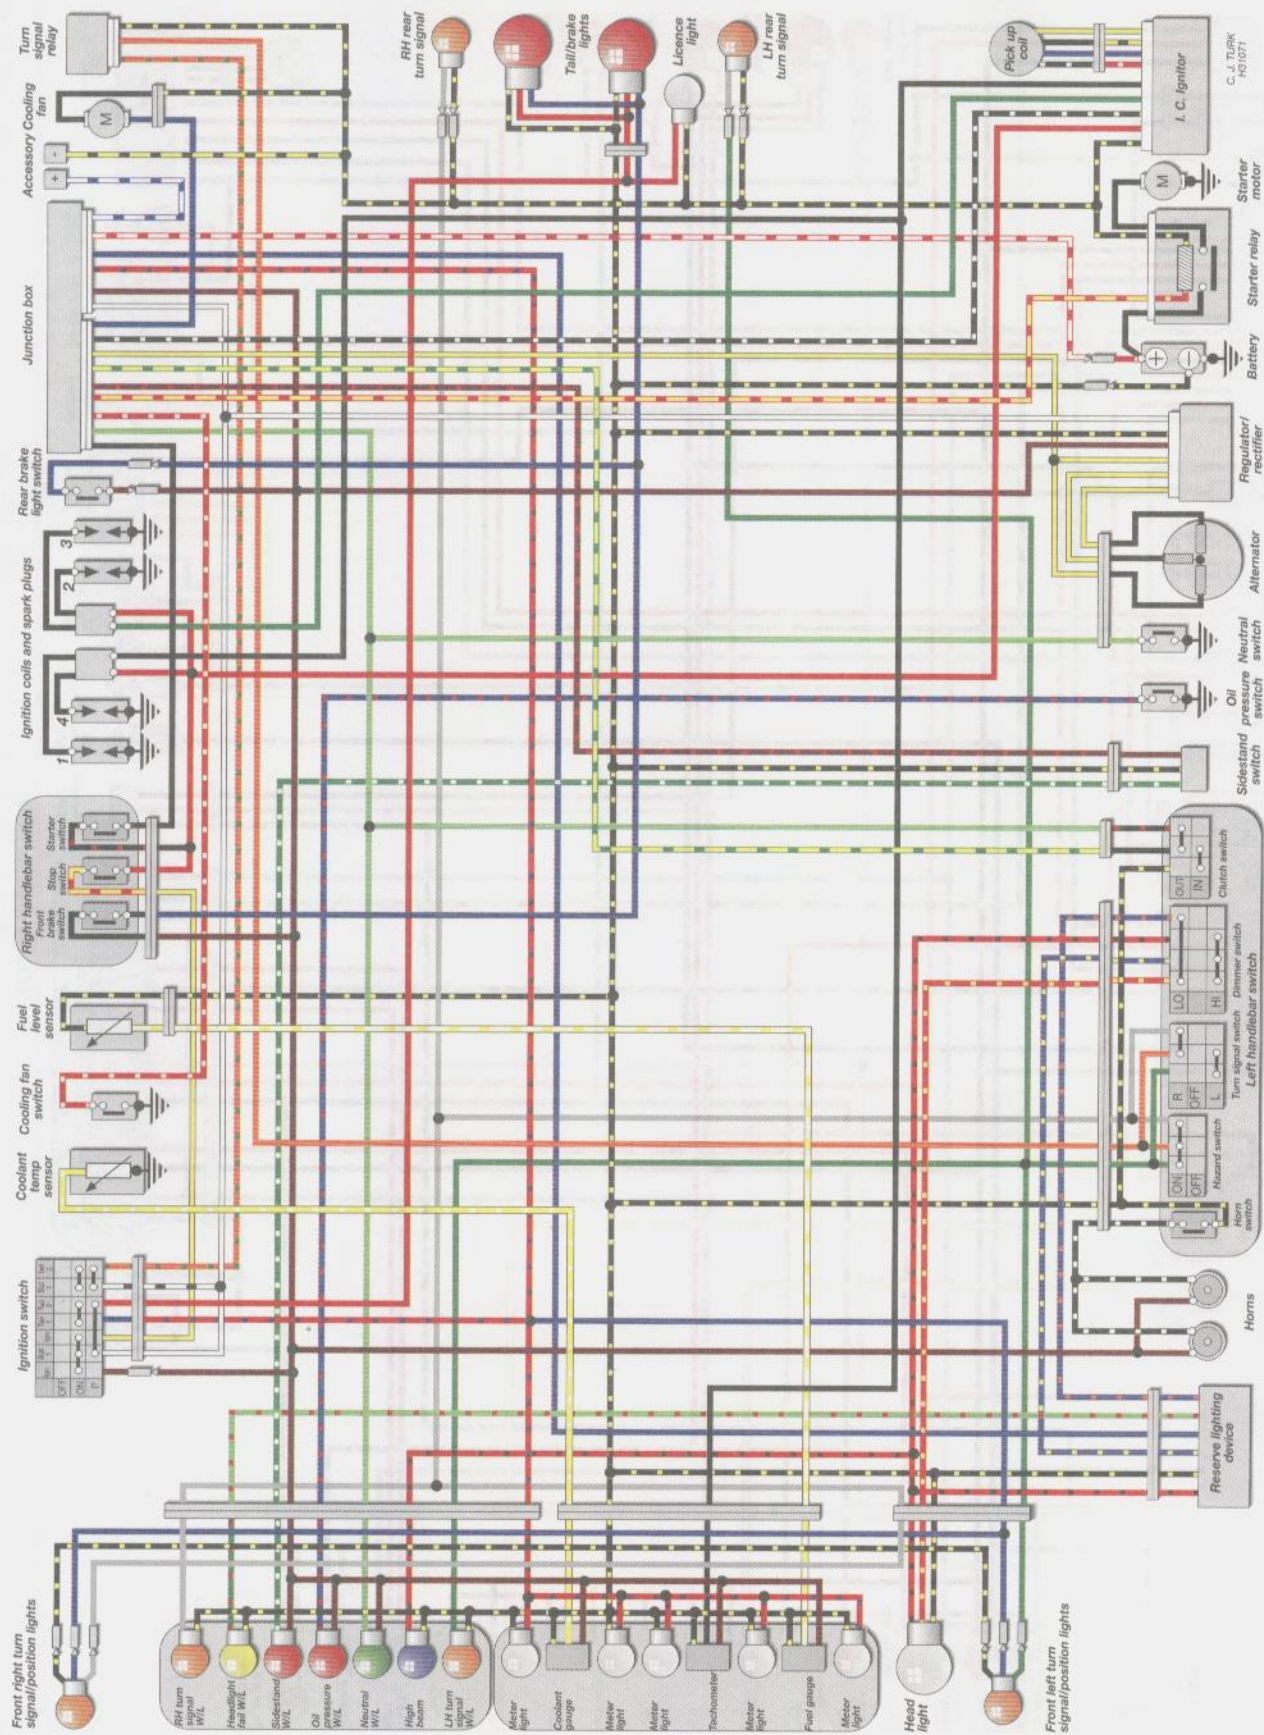 Turn
signal
relay
Cooling
fan
Accessory
+
-
M
Junction box
Rear brake
light switch
Ignition coils and spark plugs
3
2
4
1
Right handlebar switch
Starter
switch
Stop
switch
Front
brake
switch
Fuel
level
sensor
Cooling fan
switch
Coolant
temp
sensor
Ignition switch
OFF
ON
P
Front right turn
signal/position lights
RH rear
turn signal
Tail/brake
lights
Licence
light
LH rear
turn signal
Pick up
coil
I. C. Ignitor
C. J. TURK
H31071
Starter
motor
M
Starter relay
Battery
+
-
Regulator/
rectifier
Alternator
Neutral
switch
Oil
pressure
switch
Sidestand
switch
Clutch switch
OUT
IN
Dimmer switch
LO
HI
Turn signal switch
R
OFF
L
Left handlebar switch
Hazard switch
ON
OFF
Horn
switch
Horns
Reserve lighting
device
RH turn
signal
W/L
Headlight
fail W/L
Sidestand
W/L
Oil
pressure
W/L
Neutral
W/L
High
beam
LH turn
signal
W/L
Meter
light
Coolant
gauge
Meter
light
Meter
light
Tachometer
Meter
light
Fuel gauge
Meter
light
Head
light
Front left turn
signal/position lights